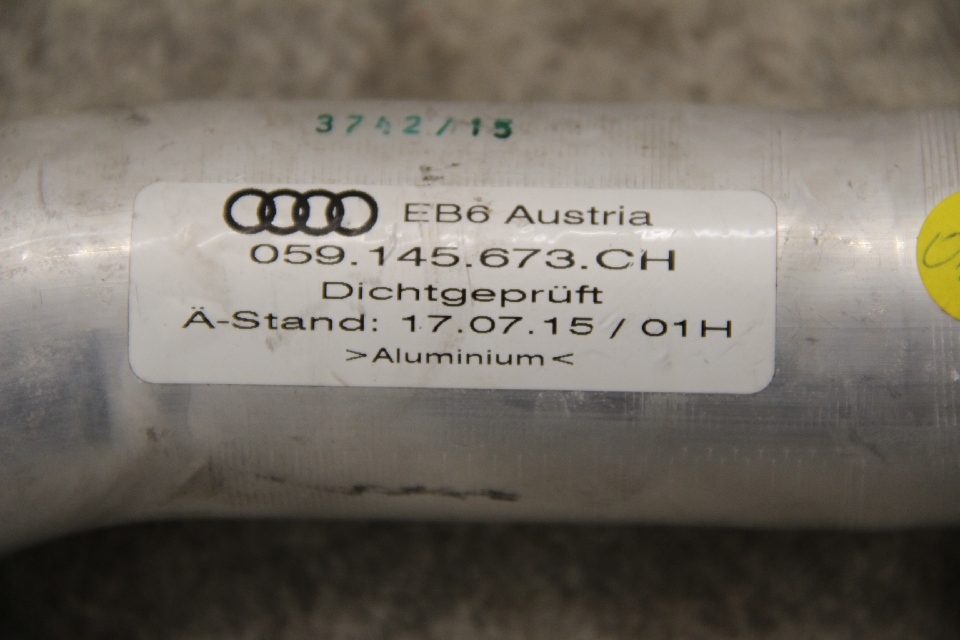 3742/15
EB6 Austria
059.145.673.CH
Dichtgeprüft
Ä-Stand: 17.07.15 / 01H
>Aluminium<